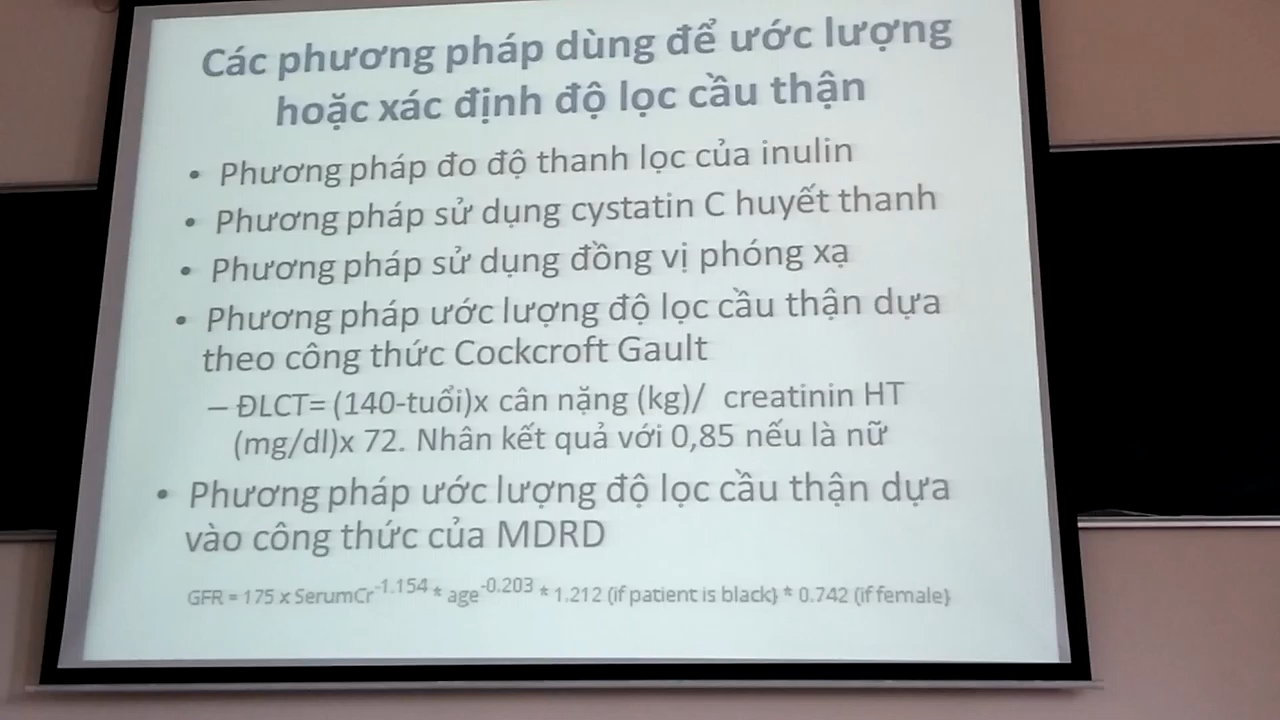 Các phương pháp dùng để ước lượng
hoặc xác định độ lọc cầu thận
• Phương pháp đo độ thanh lọc của inulin
• Phương pháp sử dụng cystatin C huyết thanh
• Phương pháp sử dụng đồng vị phóng xạ
• Phương pháp ước lượng độ lọc cầu thận dựa
theo công thức Cockcroft Gault
– ĐLCT= (140-tuổi)x cân nặng (kg)/ creatinin HT
(mg/dl)x 72. Nhân kết quả với 0,85 nếu là nữ
• Phương pháp ước lượng độ lọc cầu thận dựa
vào công thức của MDRD
GFR = 175 x SerumCr^-1.154 * age^-0.203 * 1.212 (if patient is black} * 0.742 (if female}